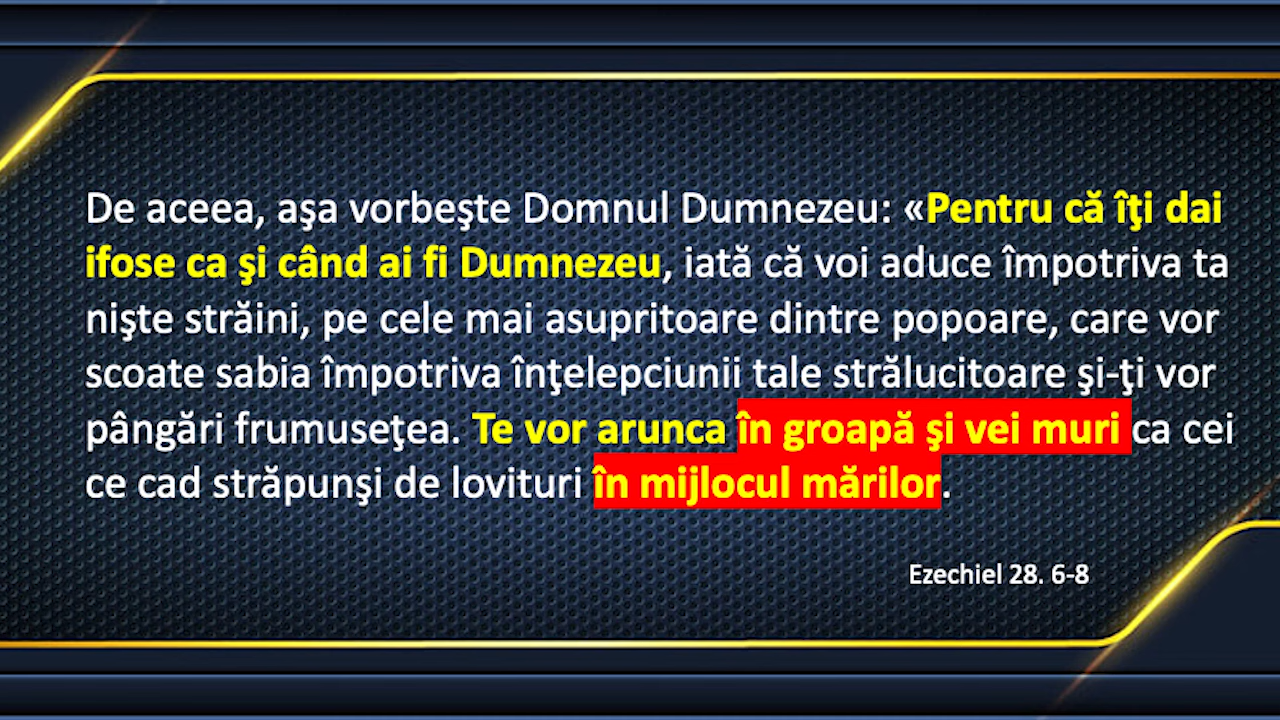 De aceea, aşa vorbeşte Domnul Dumnezeu: «Pentru că îţi dai
ifose ca şi când ai fi Dumnezeu, iată că voi aduce împotriva ta
nişte străini, pe cele mai asupritoare dintre popoare, care vor
scoate sabia împotriva înţelepciunii tale strălucitoare şi-ţi vor
pângări frumuseţea. Te vor arunca în groapă şi vei muri ca cei
ce cad străpunşi de lovituri în mijlocul mărilor.
Ezechiel 28. 6-8